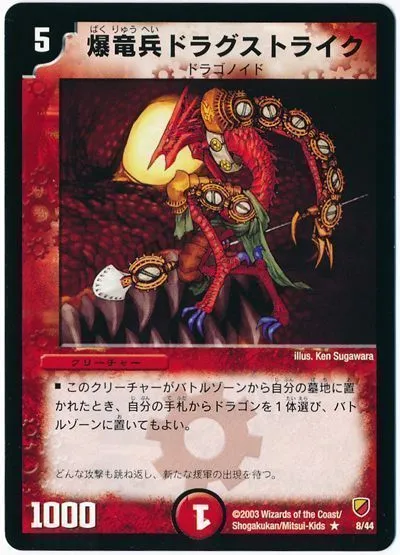 5
ばくりゅうへい
爆竜兵ドラグストライク
ドラゴノイド
illus. Ken Sugawara
クリーチャー
■ このクリーチャーがバトルゾーンから自分の墓地に置
かれたとき、自分の手札からドラゴンを1体選び、バト
ルゾーンに置いてもよい。
どんな攻撃も跳ね返し、新たな援軍の出現を待つ。
1000
1
©2003 Wizards of the Coast/
Shogakukan/Mitsui-Kids ★ 8/44